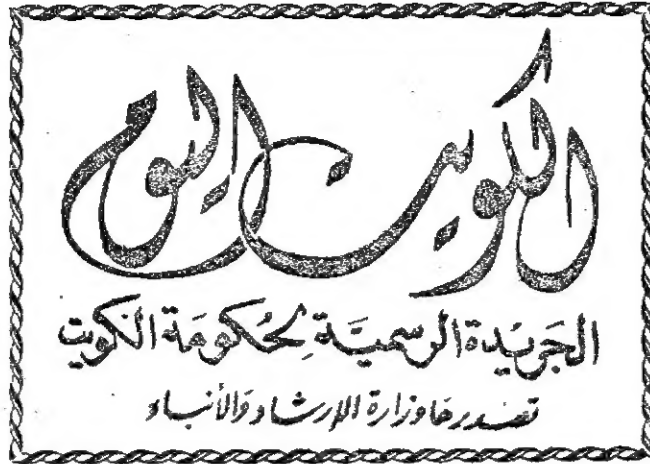 الكويت اليوم
الجريدة الرسمية لحكومة الكويت
تصدرها وزارة الإرشاد والأنباء